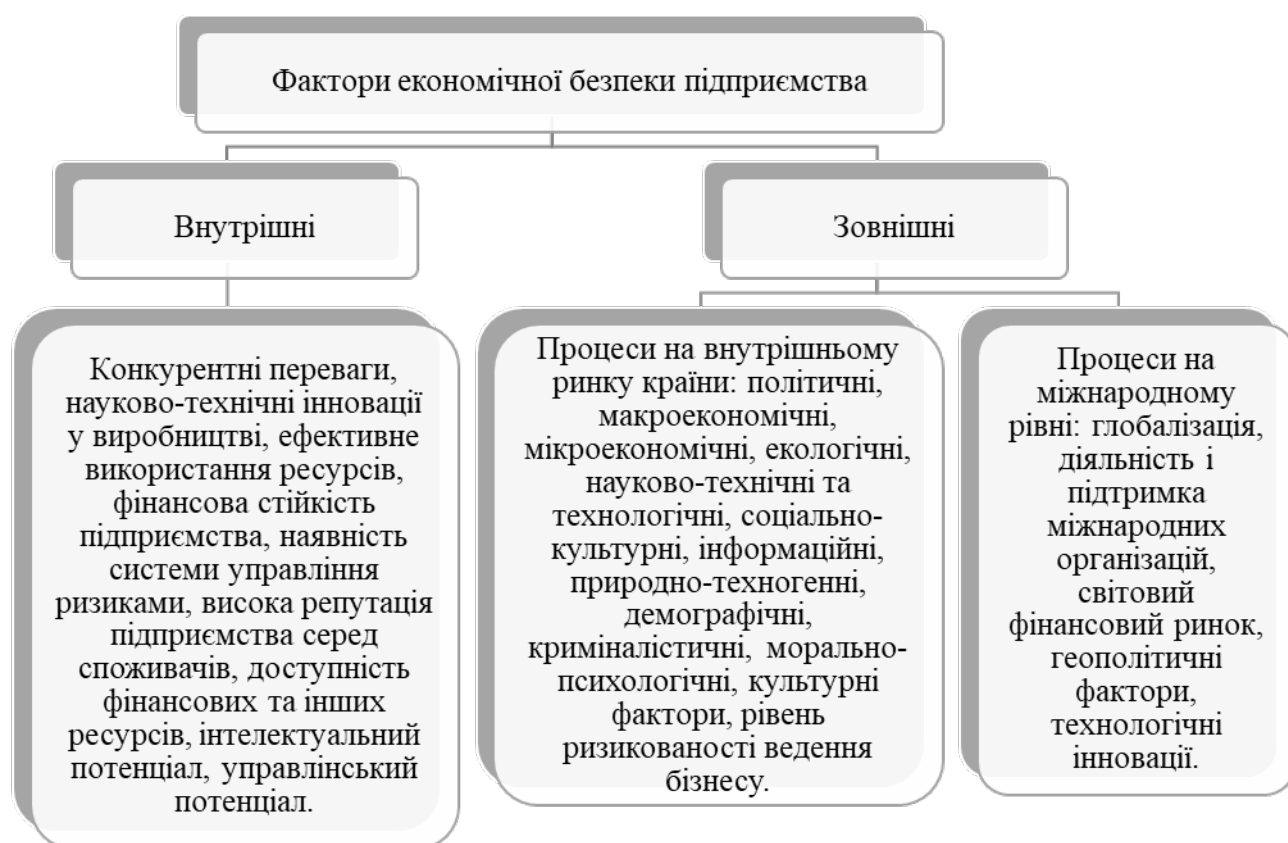 Фактори економічної безпеки підприємства
Внутрішні
Зовнішні
Конкурентні переваги,
науково-технічні інновації
у виробництві, ефективне
використання ресурсів,
фінансова стійкість
підприємства, наявність
системи управління
ризиками, висока репутація
підприємства серед
споживачів, доступність
фінансових та інших
ресурсів, інтелектуальний
потенціал, управлінський
потенціал.
Процеси на внутрішньому
ринку країни: політичні,
макроекономічні,
мікроекономічні, екологічні,
науково-технічні та
технологічні, соціально-
культурні, інформаційні,
природно-техногенні,
демографічні,
криміналістичні, морально-
психологічні, культурні
фактори, рівень
ризикованості ведення
бізнесу.
Процеси на
міжнародному
рівні: глобалізація,
діяльність і
підтримка
міжнародних
організацій,
світовий
фінансовий ринок,
геополітичні
фактори,
технологічні
інновації.